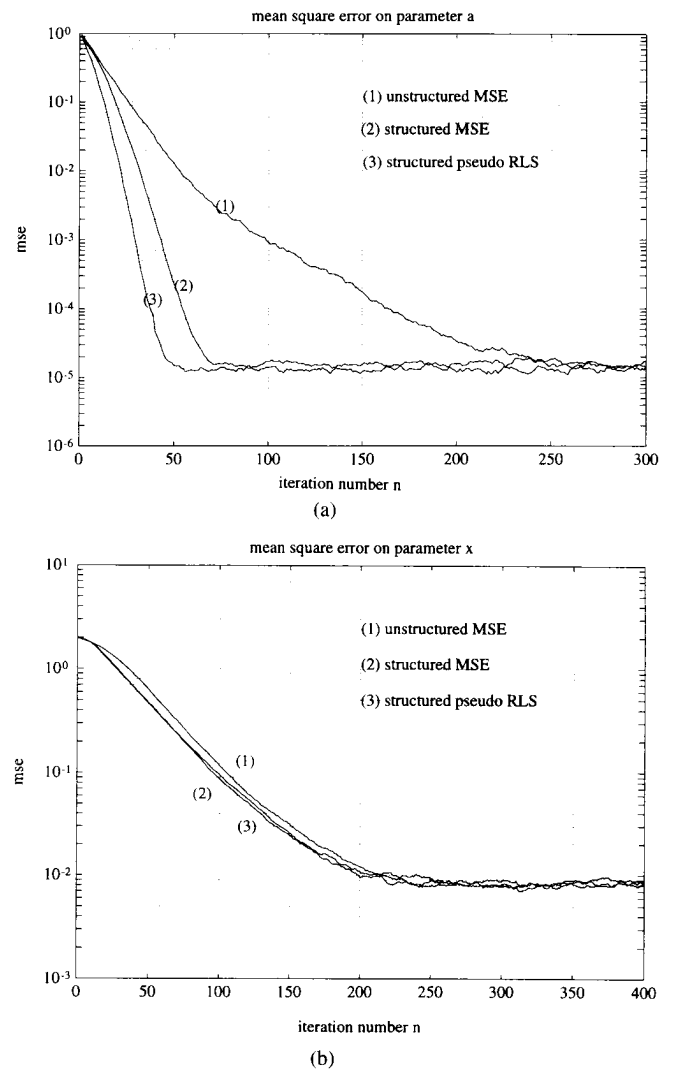 mean square error on parameter a
10^0
10^-1
10^-2
10^-3
10^-4
10^-5
10^-6
mse
(1) unstructured MSE
(2) structured MSE
(3) structured pseudo RLS
(1)
(2)
(3)
0 50 100 150 200 250 300
iteration number n
(a)
mean square error on parameter x
10^1
10^0
10^-1
10^-2
10^-3
mse
(1) unstructured MSE
(2) structured MSE
(3) structured pseudo RLS
(1)
(2)
(3)
0 50 100 150 200 250 300 350 400
iteration number n
(b)